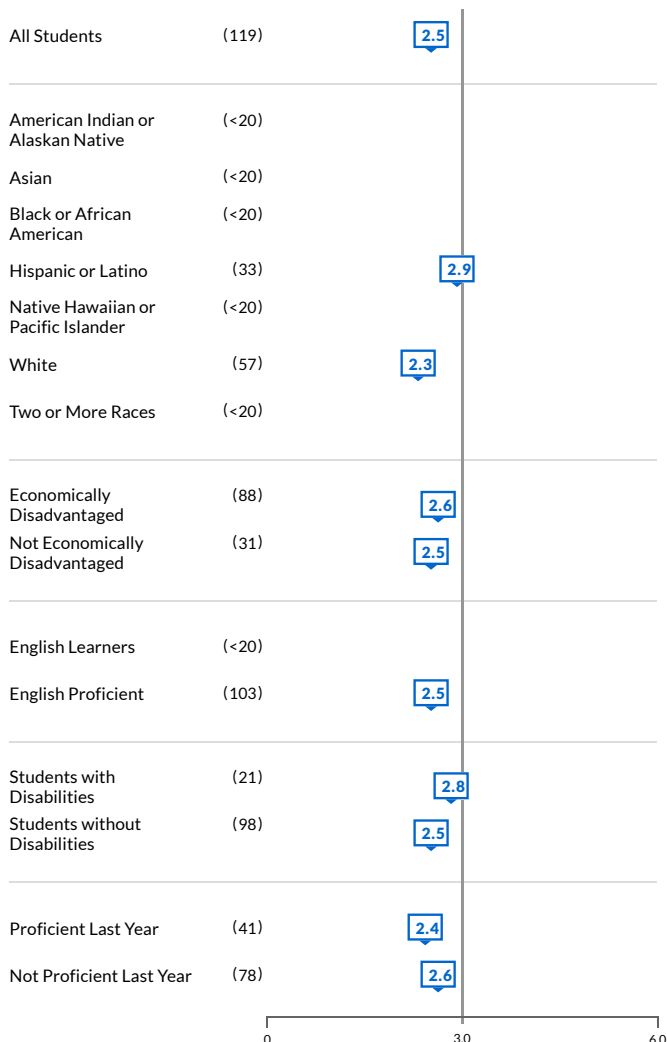 All Students (119) 2.5
American Indian or (<20)
Alaskan Native
Asian (<20)
Black or African (<20)
American
Hispanic or Latino (33) 2.9
Native Hawaiian or (<20)
Pacific Islander
White (57) 2.3
Two or More Races (<20)
Economically (88) 2.6
Disadvantaged
Not Economically (31) 2.5
Disadvantaged
English Learners (<20)
English Proficient (103) 2.5
Students with (21) 2.8
Disabilities
Students without (98) 2.5
Disabilities
Proficient Last Year (41) 2.4
Not Proficient Last Year (78) 2.6
0 3.0 6.0